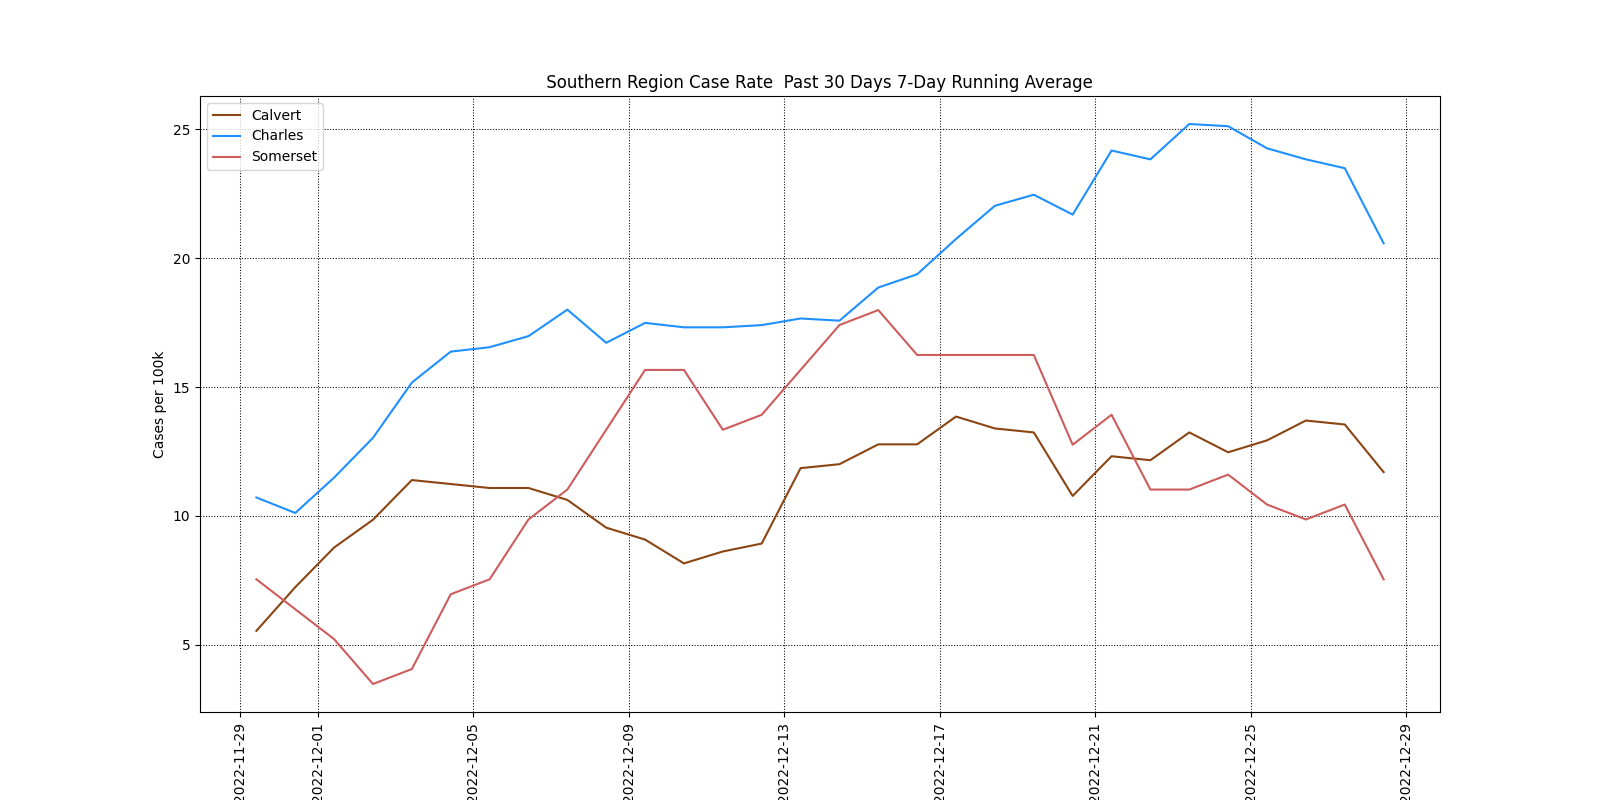 Southern Region Case Rate  Past 30 Days 7-Day Running Average
Calvert
Charles
Somerset
25
20
15
10
5
Cases per 100k
2022-11-29
2022-12-01
2022-12-05
2022-12-09
2022-12-13
2022-12-17
2022-12-21
2022-12-25
2022-12-29